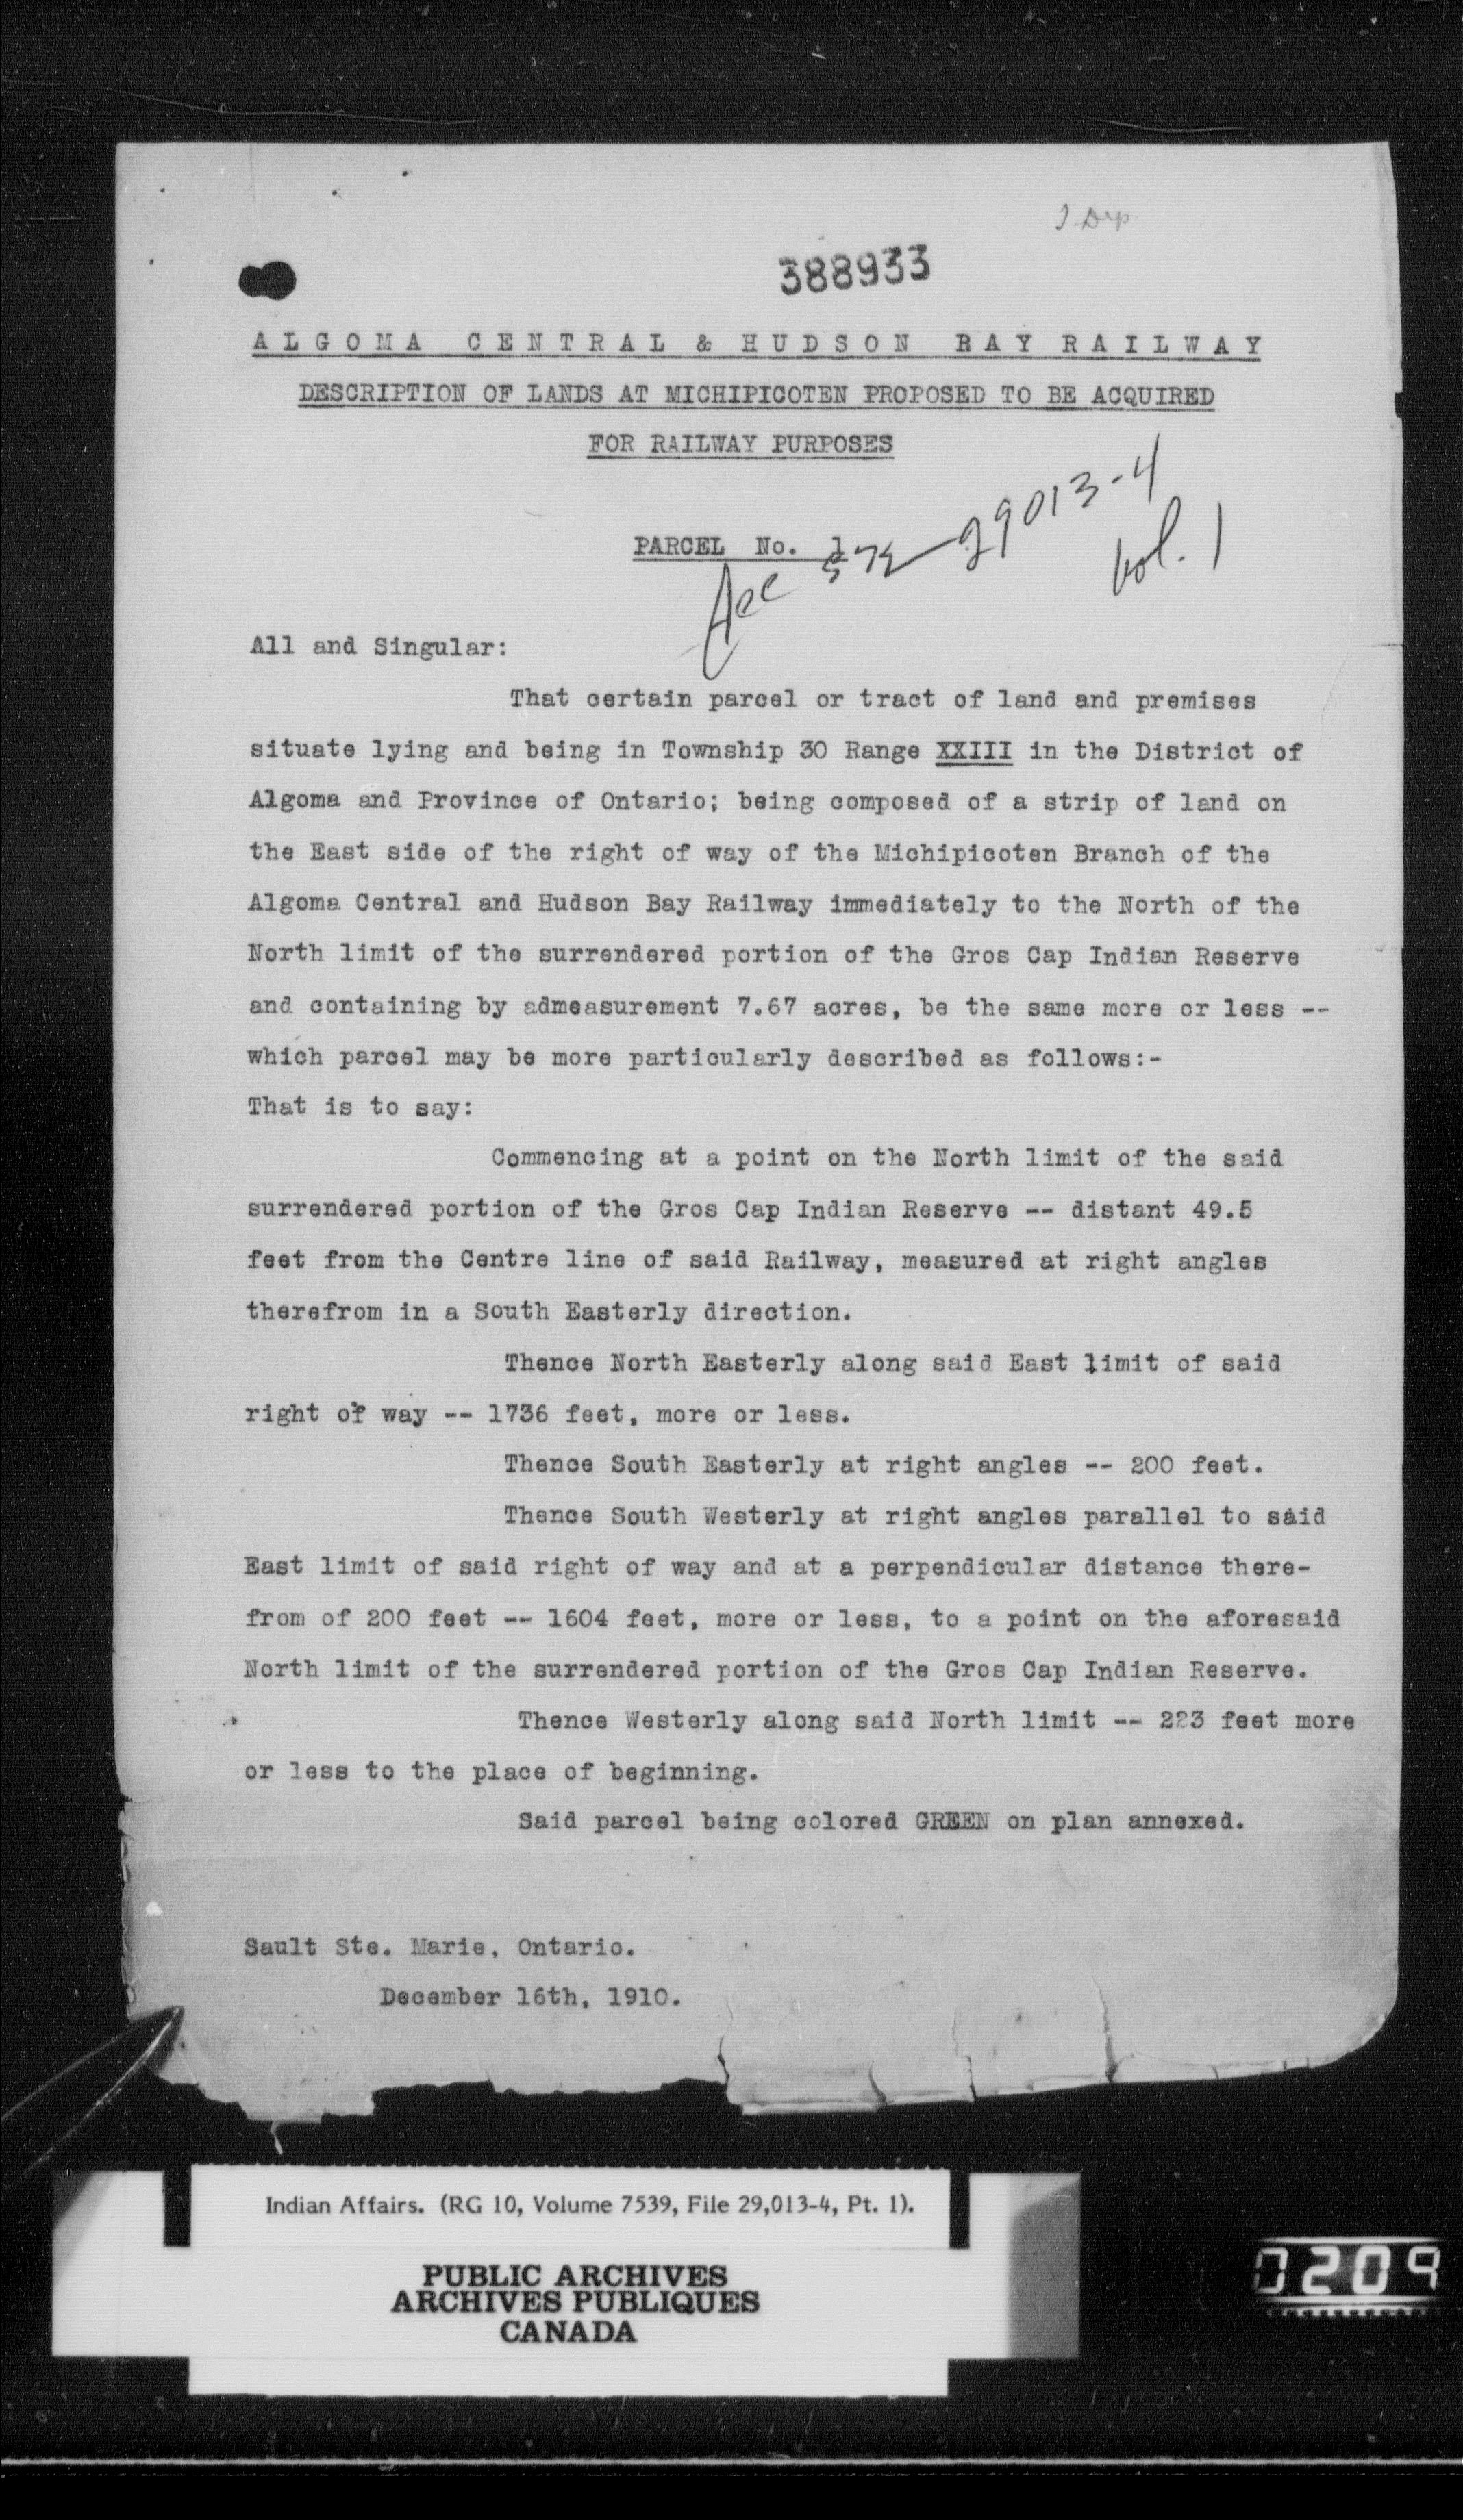 388933
ALGOMA CENTRAL & HUDSON BAY RAILWAY
DESCRIPTION OF LANDS AT MICHIPICOTEN PROPOSED TO BE ACQUIRED
FOR RAILWAY PURPOSES
29013-4
Vol. 1
PARCEL No. 1
All and Singular:
That certain parcel or tract of land and premises
situate lying and being in Township 30 Range XXIII in the District of
Algoma and Province of Ontario; being composed of a strip of land on
the East side of the right of way of the Michipicoten Branch of the
Algoma Central and Hudson Bay Railway immediately to the North of the
North limit of the surrendered portion of the Gros Cap Indian Reserve
and containing by admeasurement 7.67 acres, be the same more or less --
which parcel may be more particularly described as follows:-
That is to say:
Commencing at a point on the North limit of the said
surrendered portion of the Gros Cap Indian Reserve -- distant 49.5
feet from the Centre line of said Railway, measured at right angles
therefrom in a South Easterly direction.
Thence North Easterly along said East limit of said
right of way -- 1736 feet, more or less.
Thence South Easterly at right angles -- 200 feet.
Thence South Westerly at right angles parallel to said
East limit of said right of way and at a perpendicular distance there-
from of 200 feet -- 1604 feet, more or less, to a point on the aforesaid
North limit of the surrendered portion of the Gros Cap Indian Reserve.
Thence Westerly along said North limit -- 223 feet more
or less to the place of beginning.
Said parcel being colored GREEN on plan annexed.
Sault Ste. Marie, Ontario.
December 16th, 1910.
Indian Affairs. (RG 10, Volume 7539, File 29,013-4, Pt. 1).
PUBLIC ARCHIVES
ARCHIVES PUBLIQUES
CANADA
0209